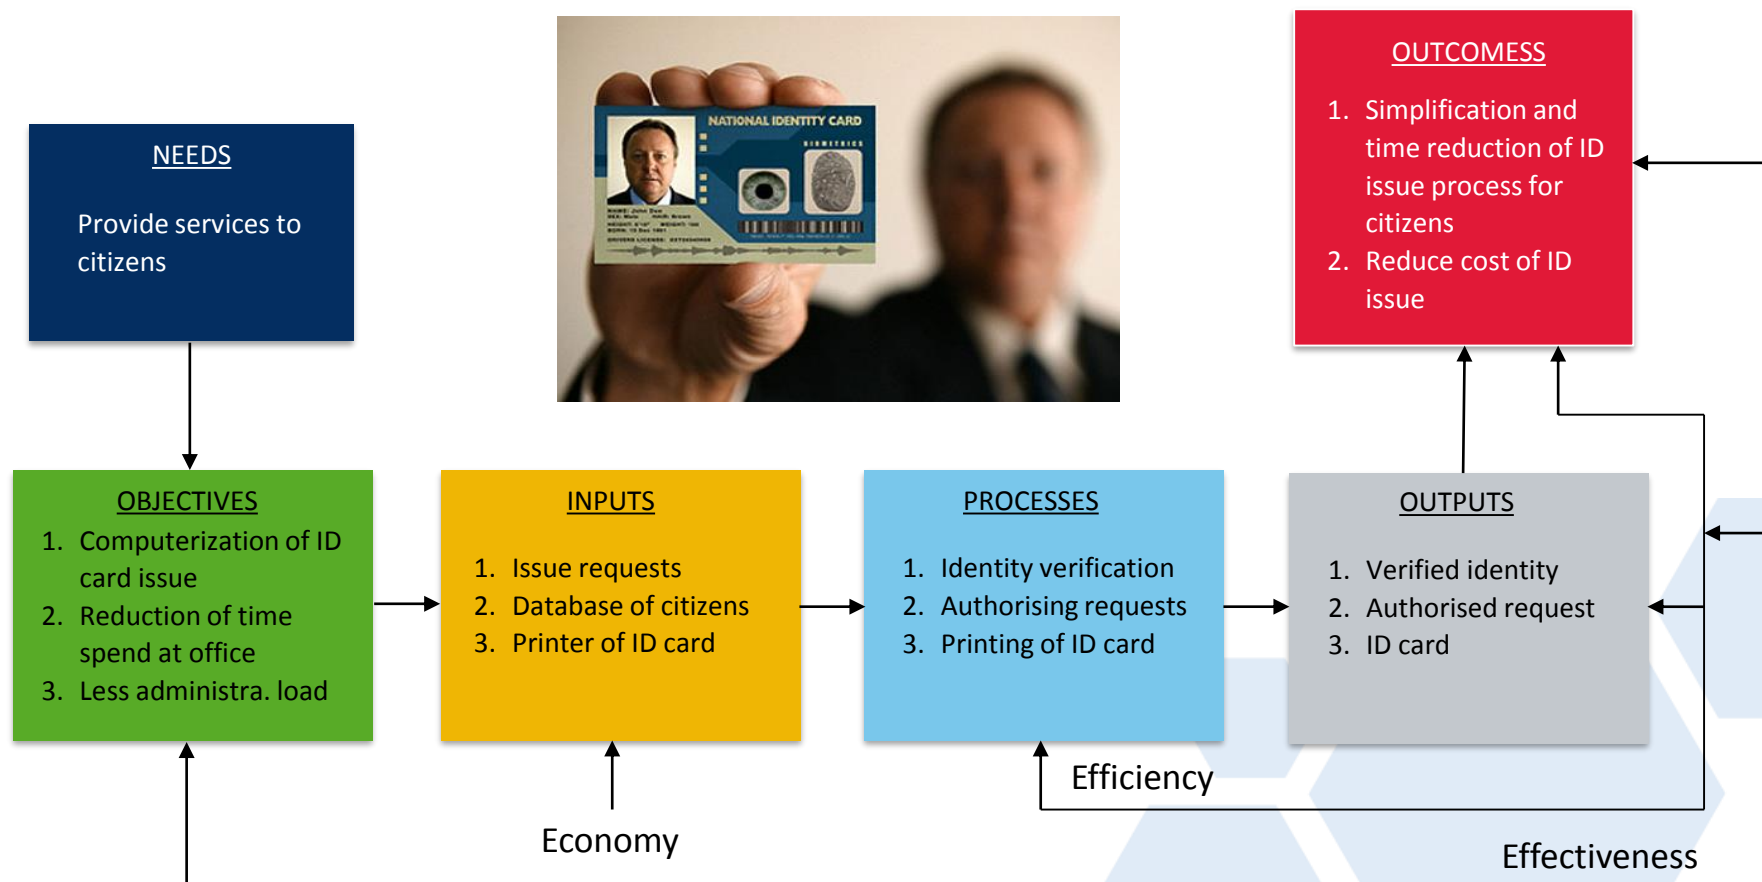 NEEDS
Provide services to
citizens
NATIONAL IDENTITY CARD
BIOMETRICS
NAME: John Doe
OUTCOMESS
1. Simplification and
time reduction of ID
issue process for
citizens
2. Reduce cost of ID
issue
OBJECTIVES
1. Computerization of ID
card issue
2. Reduction of time
spend at office
3. Less administra. load
INPUTS
1. Issue requests
2. Database of citizens
3. Printer of ID card
PROCESSES
1. Identity verification
2. Authorising requests
3. Printing of ID card
OUTPUTS
1. Verified identity
2. Authorised request
3. ID card
Efficiency
Economy
Effectiveness